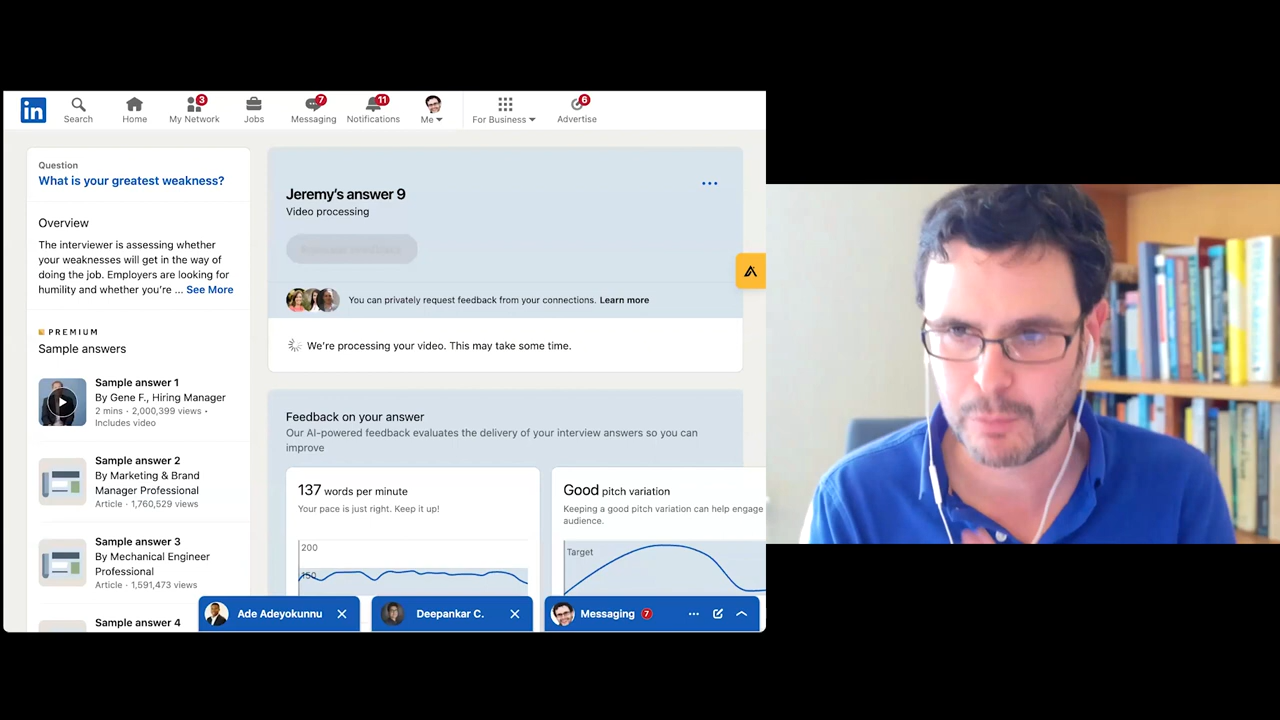 in
Search
Home
3
My Network
Jobs
7
Messaging
11
Notifications
Me
For Business
6
Advertise
Question
What is your greatest weakness?
Overview
The interviewer is assessing whether
your weaknesses will get in the way of
doing the job. Employers are looking for
humility and whether you're ... See More
PREMIUM
Sample answers
Sample answer 1
By Gene F., Hiring Manager
2 mins · 2,000,399 views ·
Includes video
Sample answer 2
By Marketing & Brand
Manager Professional
Article · 1,760,529 views
Sample answer 3
By Mechanical Engineer
Professional
Article · 1,591,473 views
Sample answer 4
Jeremy's answer 9
Video processing
You can privately request feedback from your connections. Learn more
We're processing your video. This may take some time.
Feedback on your answer
Our AI-powered feedback evaluates the delivery of your interview answers so you can
improve
137 words per minute
Your pace is just right. Keep it up!
200
150
Good pitch variation
Keeping a good pitch variation can help engage
audience.
Target
Ade Adeyokunnu
Deepankar C.
Messaging 7